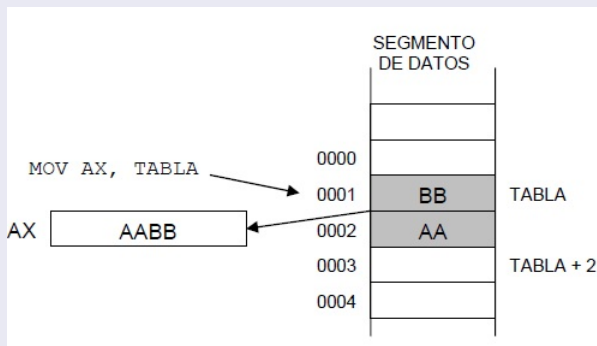 SEGMENTO
DE DATOS
0000
MOV AX, TABLA
0001
BB
TABLA
AX
AABB
0002
AA
0003
TABLA + 2
0004